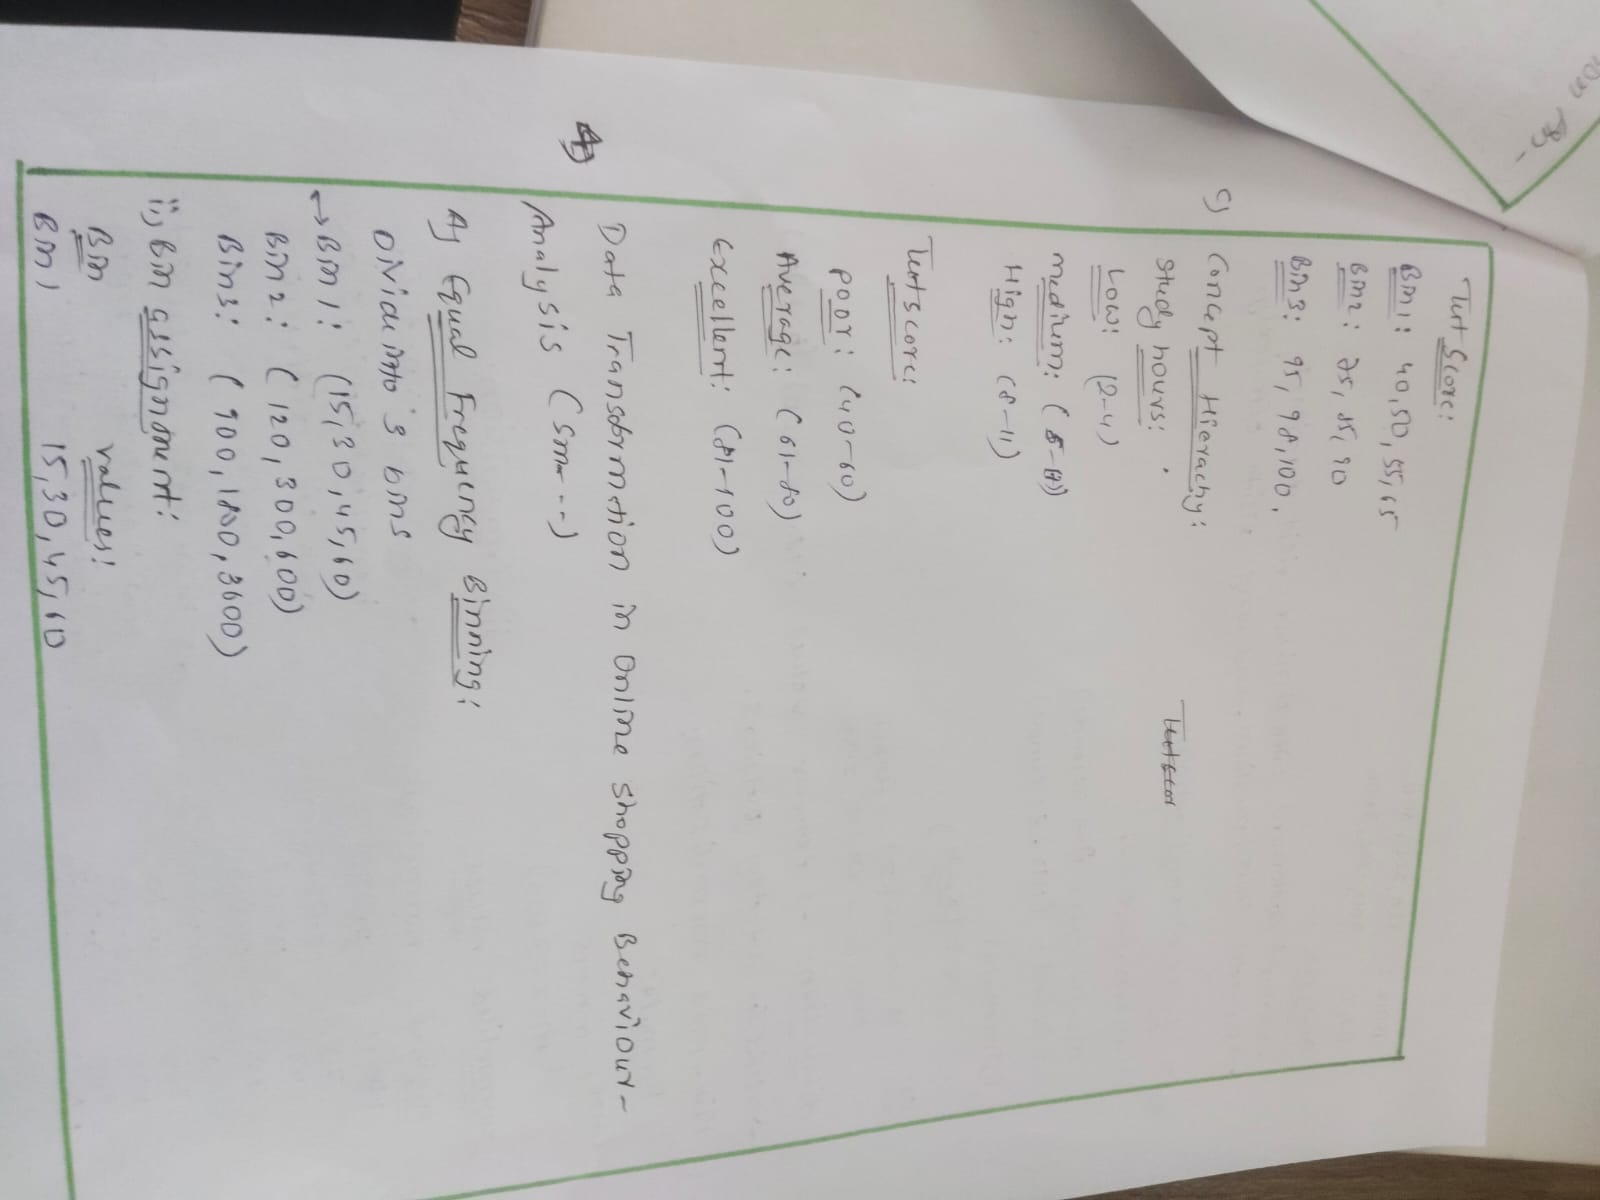 Test Score:
Bin1: 40,50,55,65
Bin2: 75,85,90
Bin3: 95,98,100.
c) Concept Hierachy:
Study hours:
Low: (2-4)
medium: (5-7)
High: (8-11)
Test score:
poor: (40-60)
Average: (61-80)
Excellent: (81-100)
4)
Data Transformation in Online Shopping Behaviour-
Analysis (5m---)
A) Equal Frequency Binning:
Divide into 3 bins
→Bin1: (15,30,45,60)
Bin2: (120,300,600)
Bin3: (900,1800,3600)
ii) Bin assignment:
Bin values:
Bin1 15,30,45,60